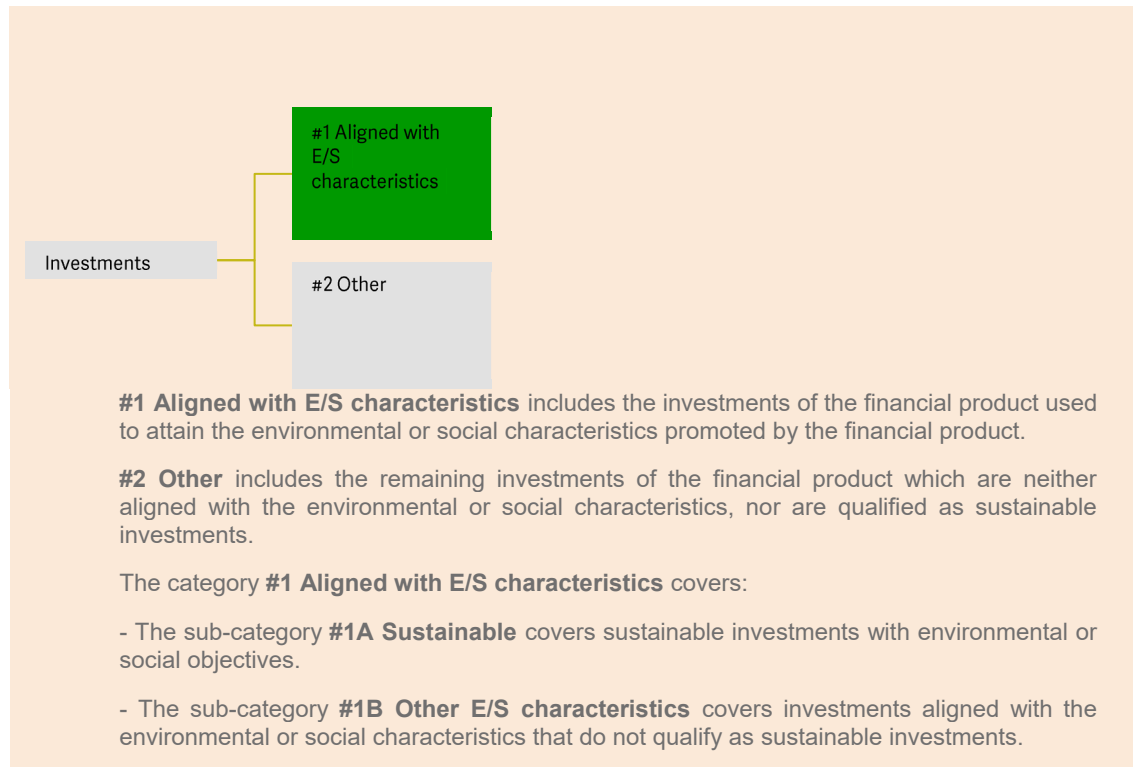 #1 Aligned with
E/S
characteristics
Investments
#2 Other
#1 Aligned with E/S characteristics includes the investments of the financial product used
to attain the environmental or social characteristics promoted by the financial product.
#2 Other includes the remaining investments of the financial product which are neither
aligned with the environmental or social characteristics, nor are qualified as sustainable
investments.
The category #1 Aligned with E/S characteristics covers:
- The sub-category #1A Sustainable covers sustainable investments with environmental or
social objectives.
- The sub-category #1B Other E/S characteristics covers investments aligned with the
environmental or social characteristics that do not qualify as sustainable investments.